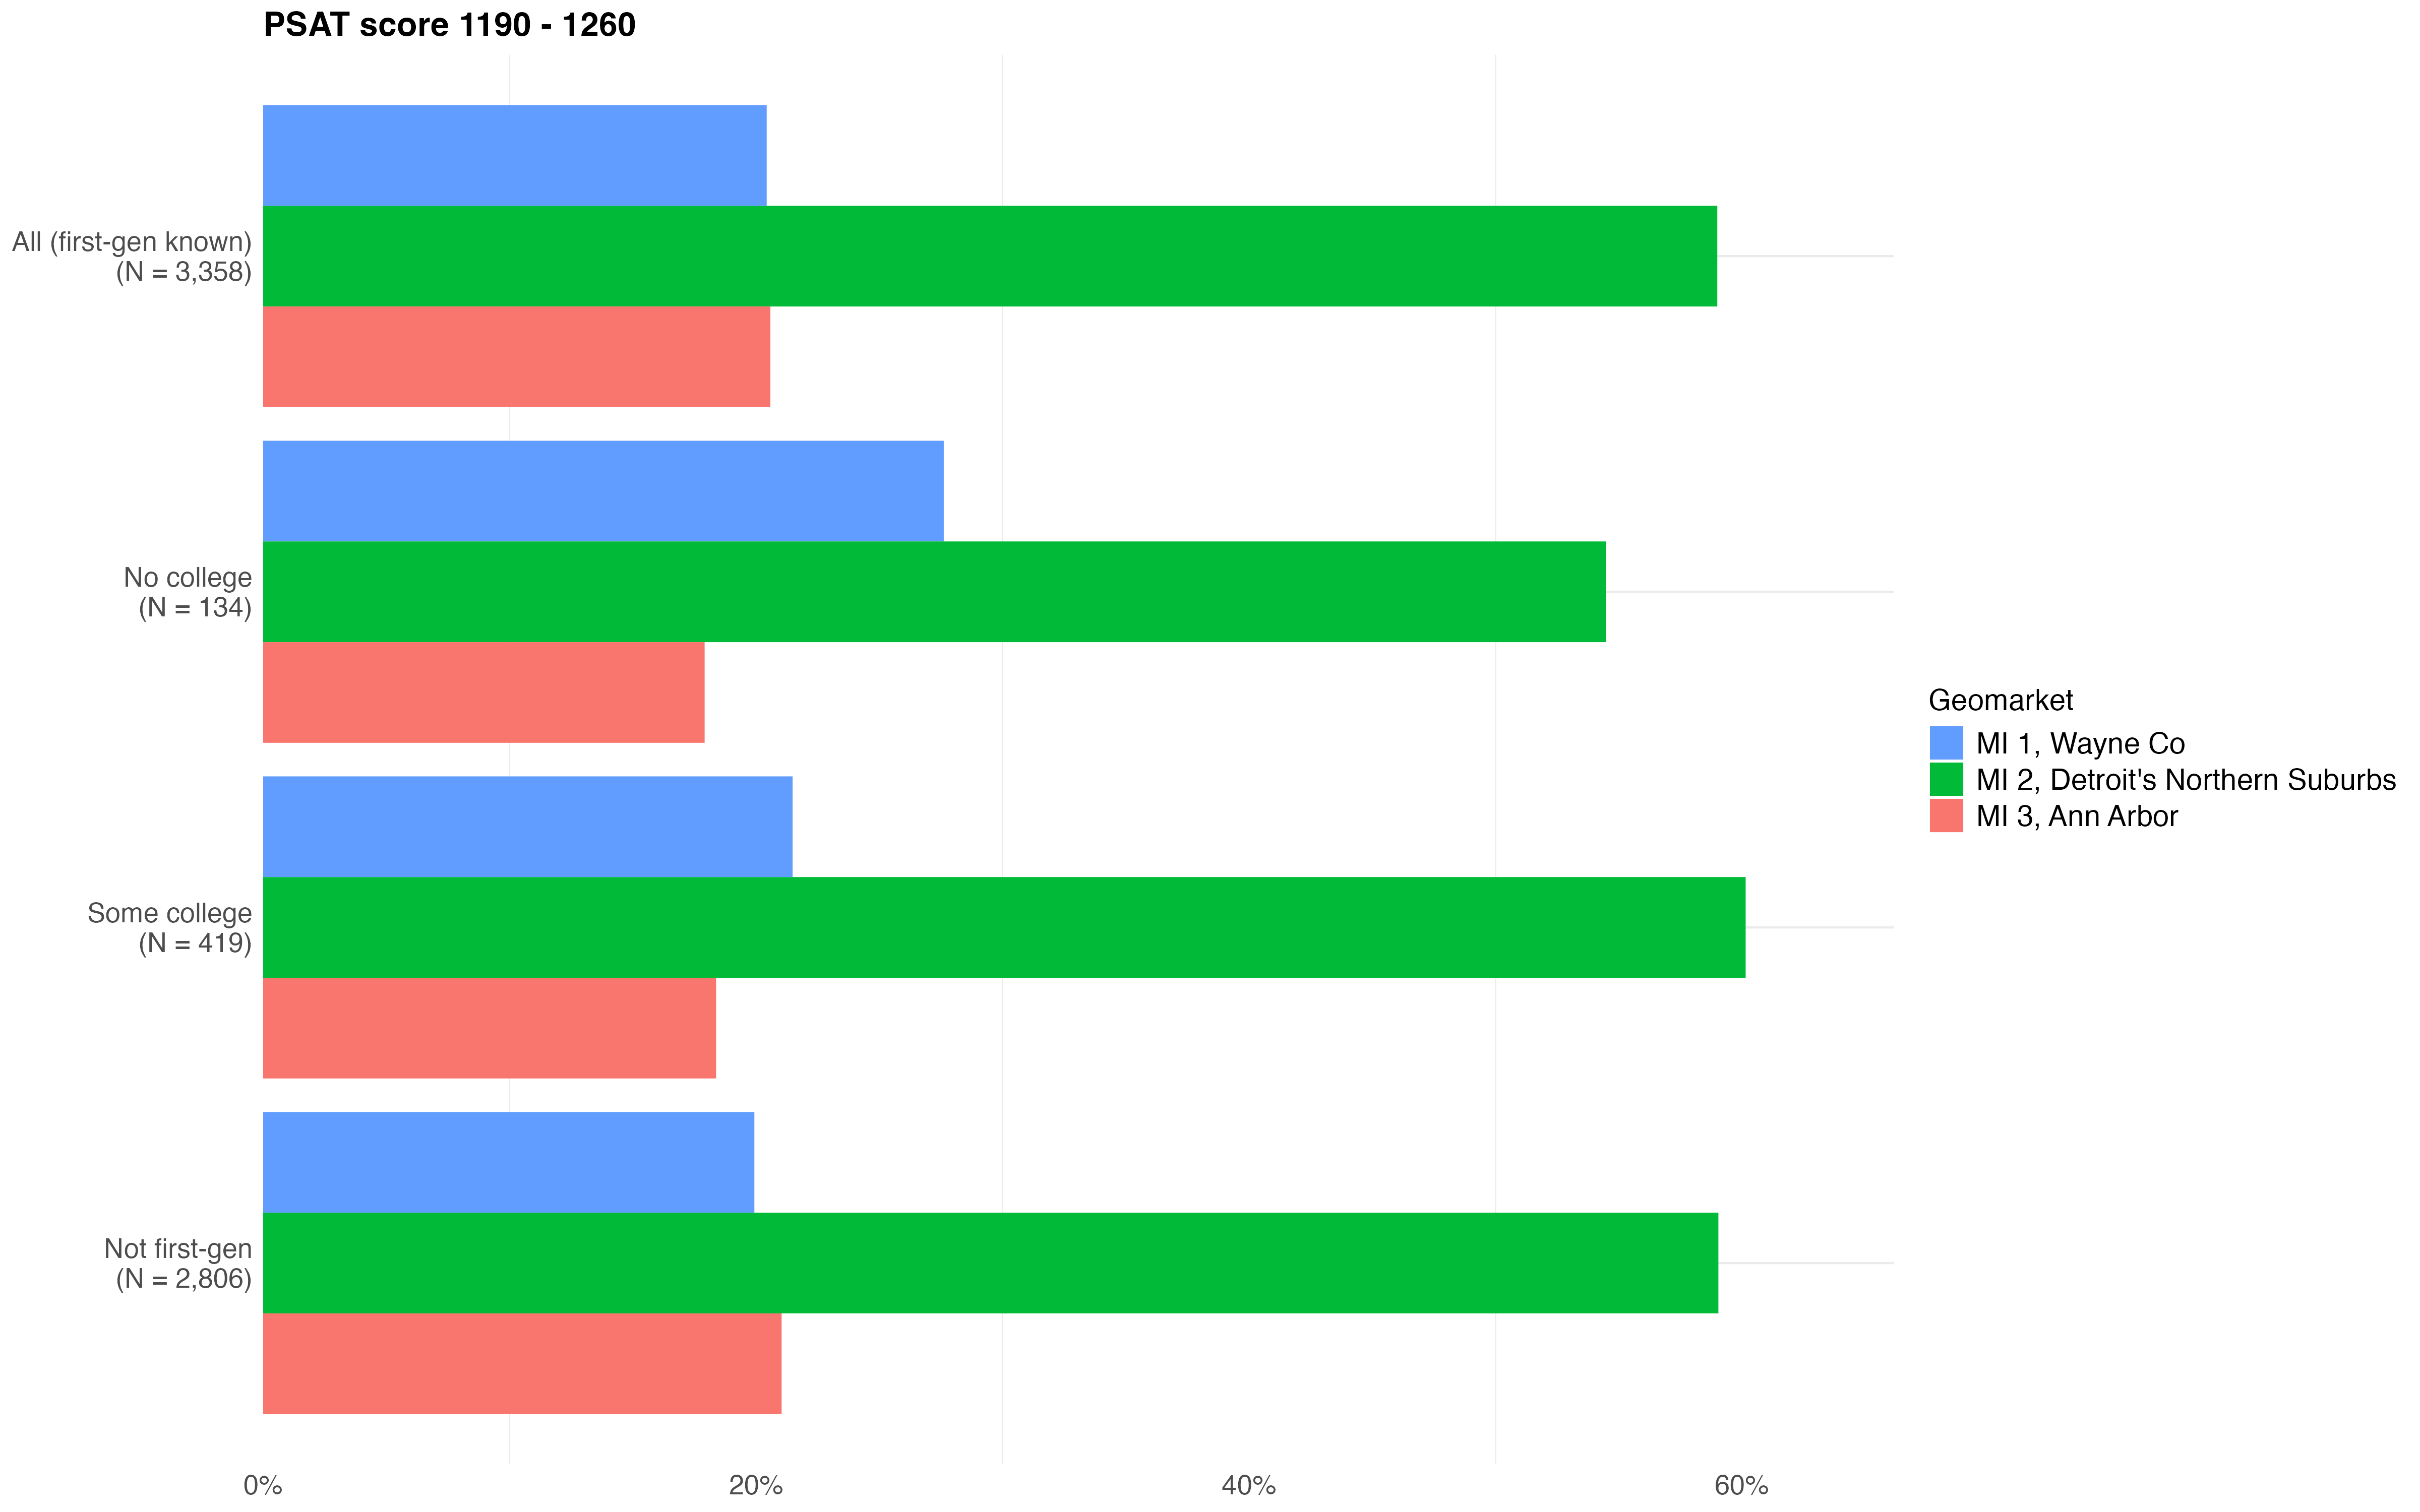 PSAT score 1190 - 1260
All (first-gen known)
(N = 3,358)
No college
(N = 134)
Some college
(N = 419)
Not first-gen
(N = 2,806)
0%
20%
40%
60%
Geomarket
MI 1, Wayne Co
MI 2, Detroit's Northern Suburbs
MI 3, Ann Arbor